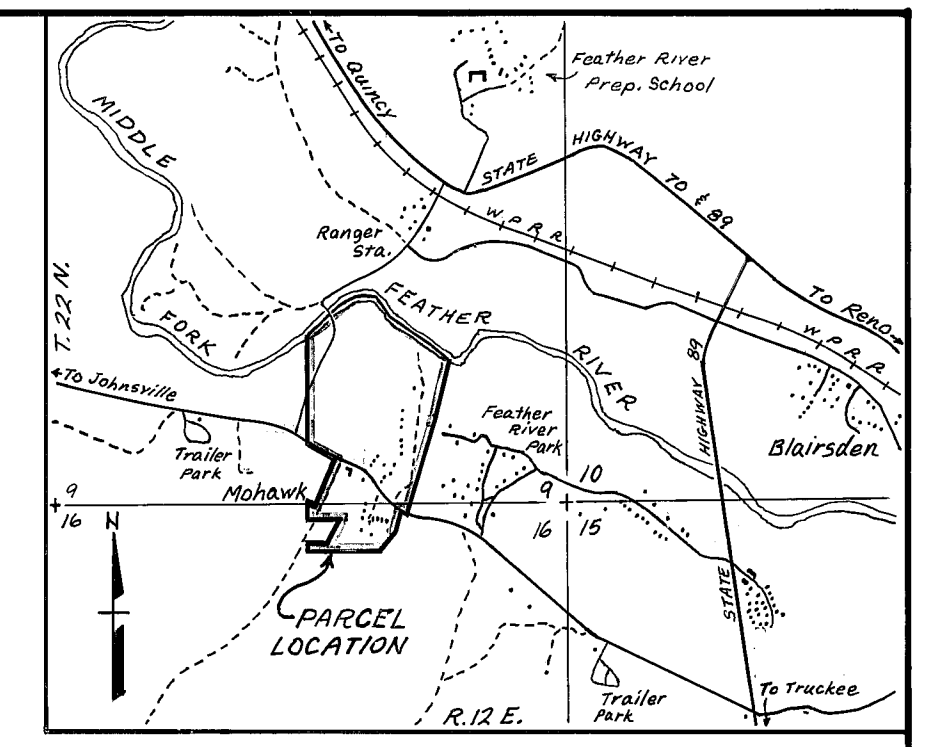 ←TO QUINCY
Feather River
Prep. School
MIDDLE
STATE HIGHWAY 70 & 89
W. P. R. R.
Ranger
Sta.
T. 22 N.
FORK
FEATHER
RIVER
TO Reno→
W P R R
←TO Johnsville
HIGHWAY 89
Feather
River
Park
Trailer
Park
Blairsden
Mohawk
9
16
9
10
16
15
N
STATE
PARCEL
LOCATION
Trailer
Park
To Truckee
R. 12 E.